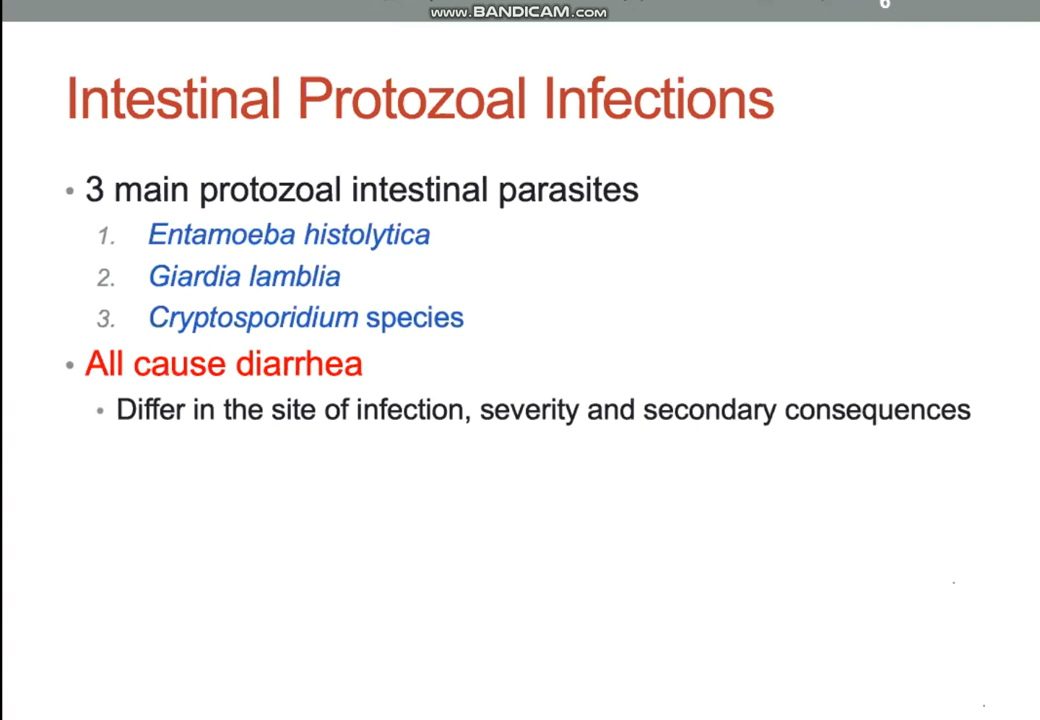 www.BANDICAM.com
6
Intestinal Protozoal Infections
• 3 main protozoal intestinal parasites
1. Entamoeba histolytica
2. Giardia lamblia
3. Cryptosporidium species
• All cause diarrhea
• Differ in the site of infection, severity and secondary consequences